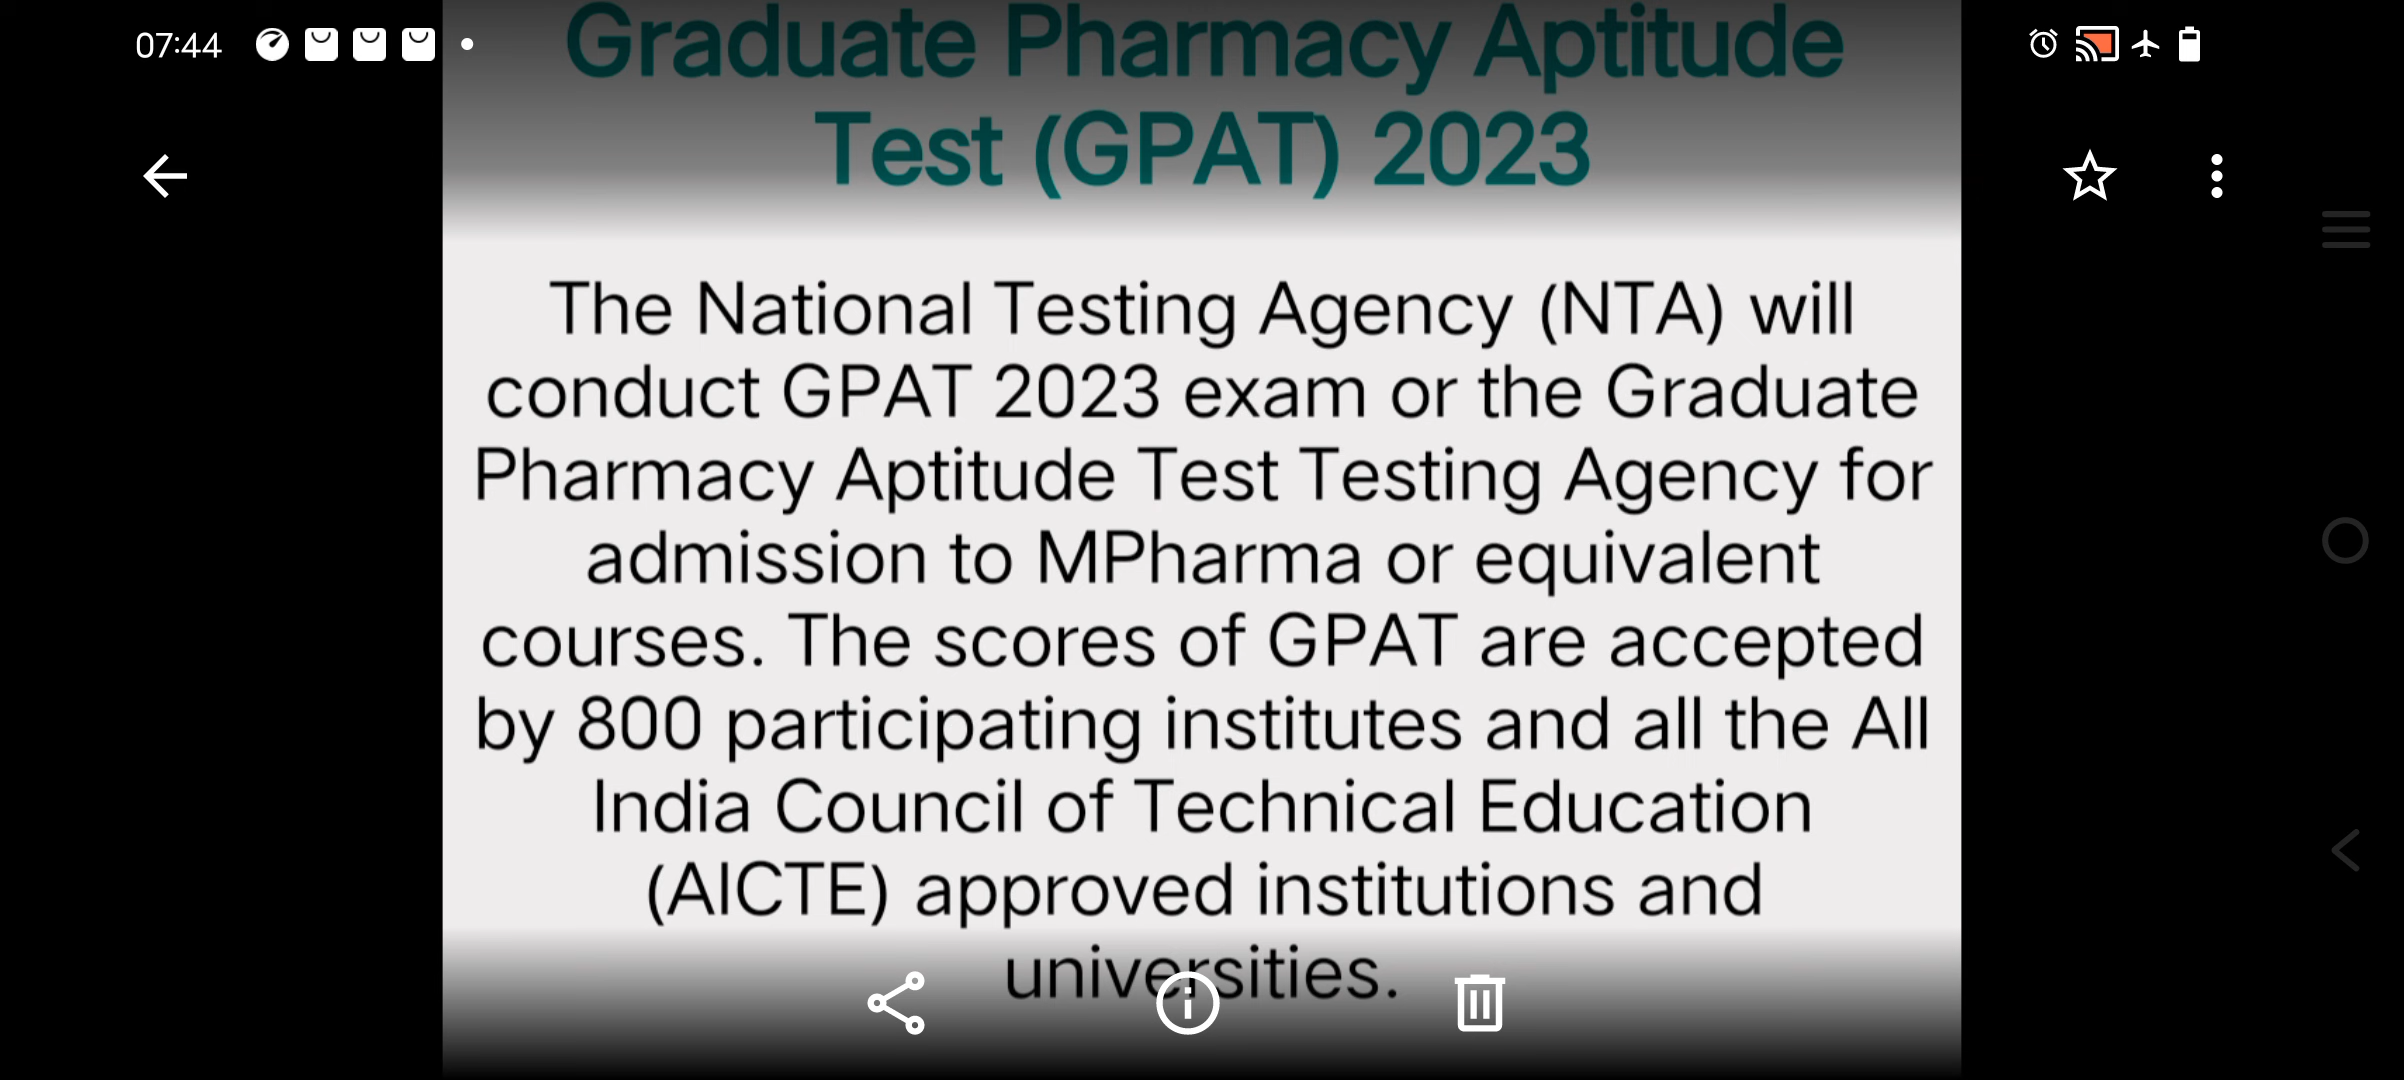 07:44
Graduate Pharmacy Aptitude
Test (GPAT) 2023
The National Testing Agency (NTA) will
conduct GPAT 2023 exam or the Graduate
Pharmacy Aptitude Test Testing Agency for
admission to MPharma or equivalent
courses. The scores of GPAT are accepted
by 800 participating institutes and all the All
India Council of Technical Education
(AICTE) approved institutions and
universities.